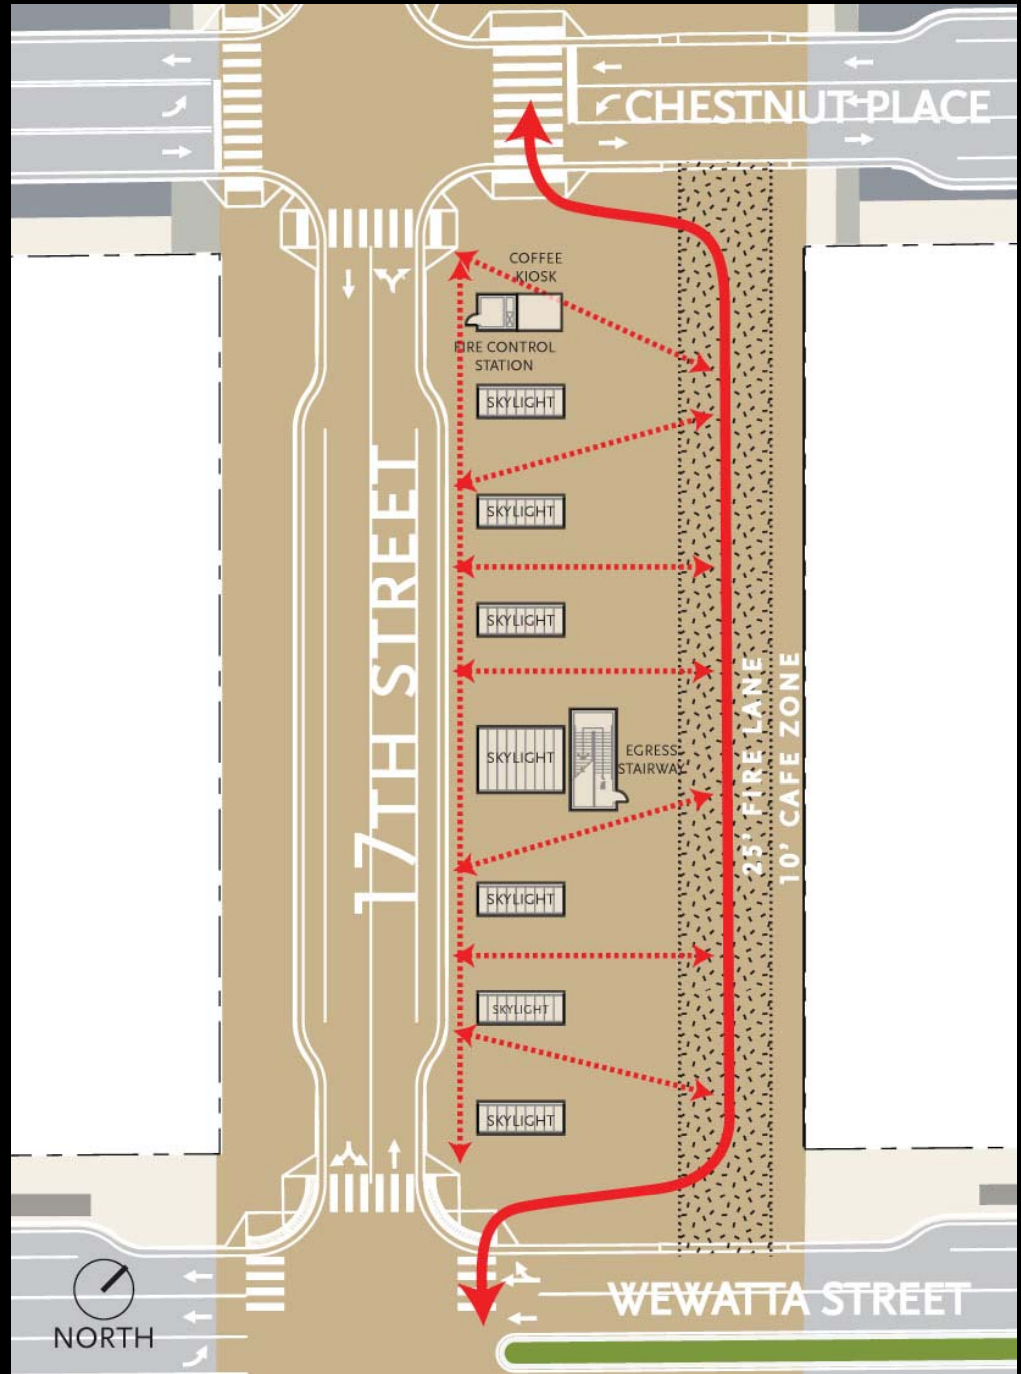 CHESTNUT PLACE
COFFEE
KIOSK
FIRE CONTROL
STATION
SKYLIGHT
SKYLIGHT
17TH STREET
SKYLIGHT
SKYLIGHT
EGRESS
STAIRWAY
25' FIRE LANE
10' CAFE ZONE
SKYLIGHT
SKYLIGHT
SKYLIGHT
WEWATTA STREET
NORTH